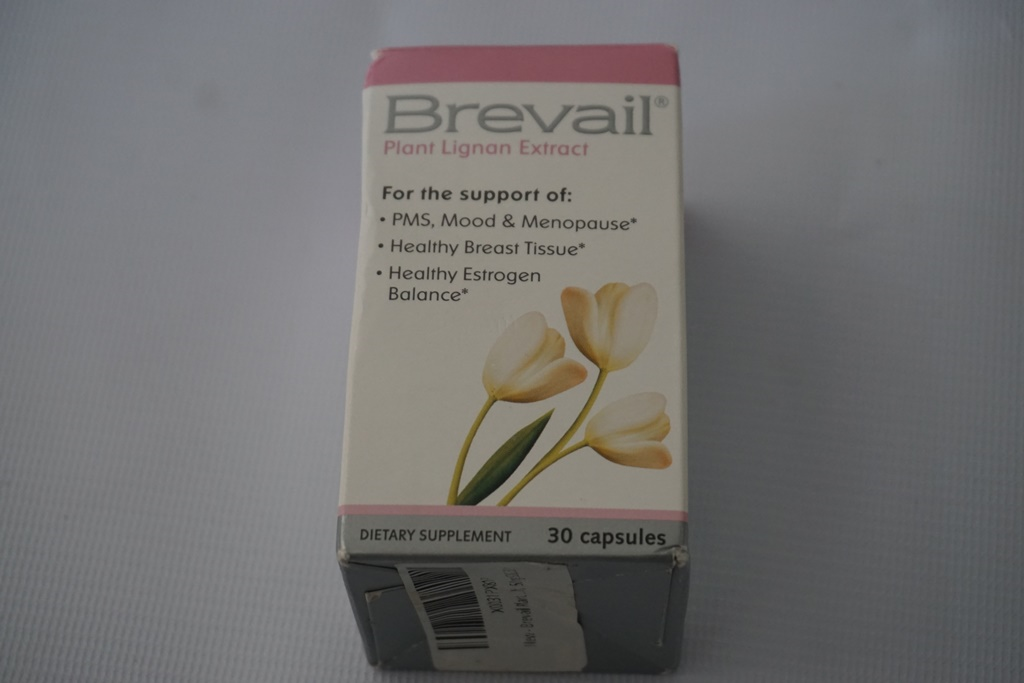 Brevail®
Plant Lignan Extract
For the support of:
• PMS, Mood & Menopause*
• Healthy Breast Tissue*
• Healthy Estrogen
Balance*
DIETARY SUPPLEMENT 30 capsules